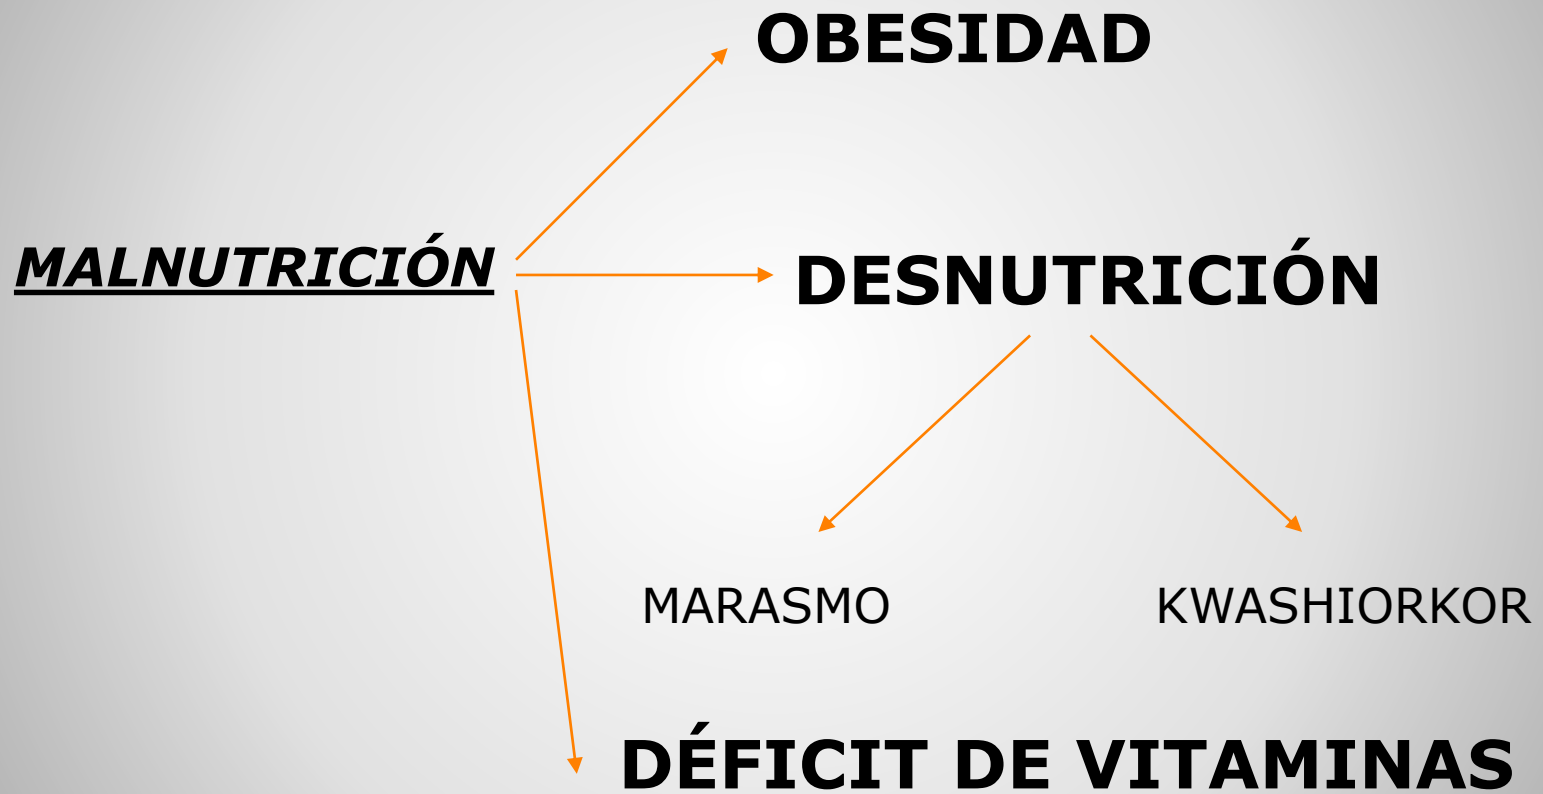 OBESIDAD
MALNUTRICIÓN
DESNUTRICIÓN
MARASMO
KWASHIORKOR
DÉFICIT DE VITAMINAS